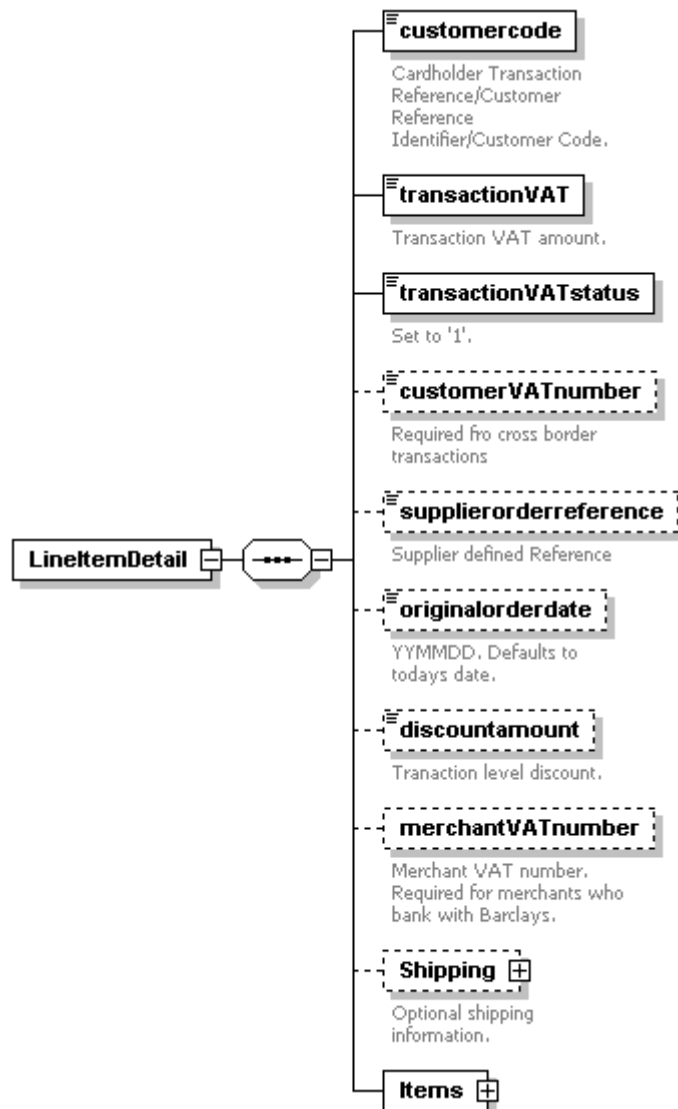 customercode
Cardholder Transaction
Reference/Customer
Reference
Identifier/Customer Code.
transactionVAT
Transaction VAT amount.
transactionVATstatus
Set to '1'.
customerVATnumber
Required fro cross border
transactions
supplierorderreference
Supplier defined Reference
LineItemDetail
originalorderdate
YYMMDD. Defaults to
todays date.
discountamount
Tranaction level discount.
merchantVATnumber
Merchant VAT number.
Required for merchants who
bank with Barclays.
Shipping
Optional shipping
information.
Items